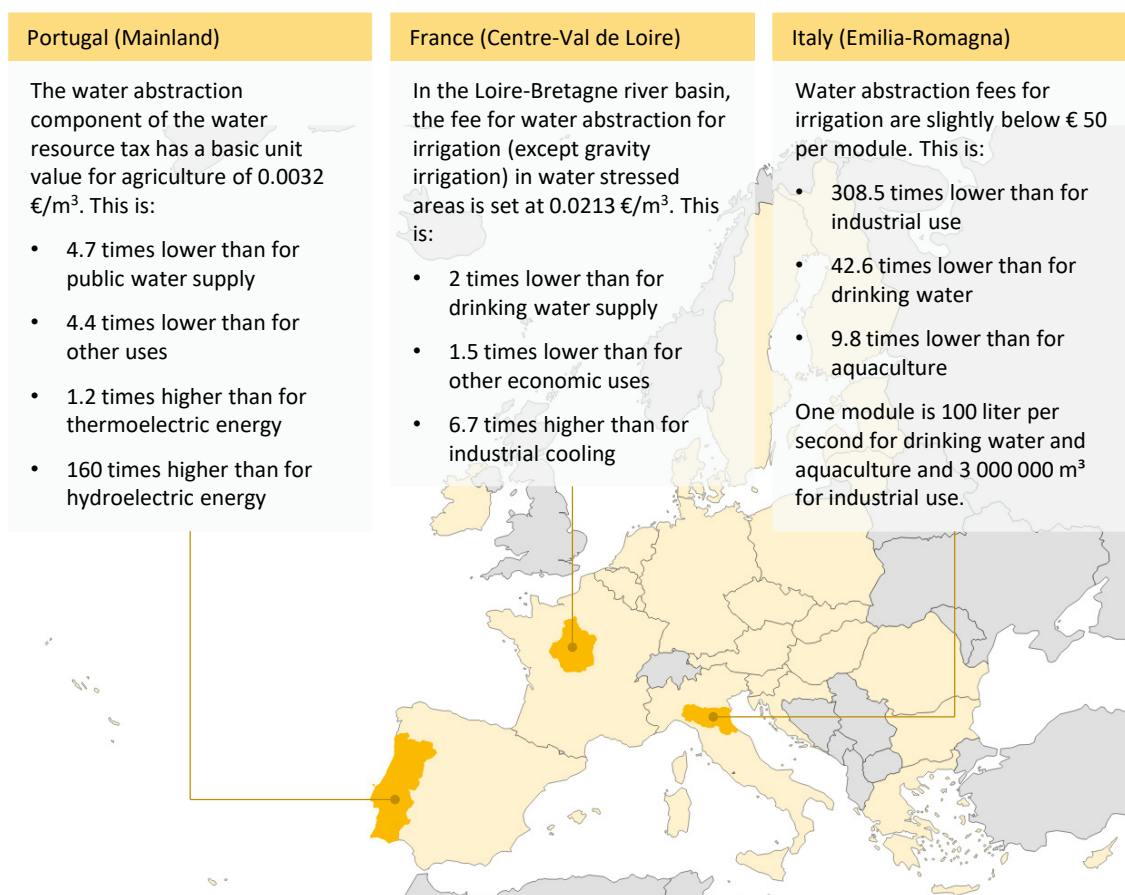 Portugal (Mainland)
The water abstraction
component of the water
resource tax has a basic unit
value for agriculture of 0.0032
€/m³. This is:
• 4.7 times lower than for
public water supply
• 4.4 times lower than for
other uses
• 1.2 times higher than for
thermoelectric energy
• 160 times higher than for
hydroelectric energy
France (Centre-Val de Loire)
In the Loire-Bretagne river basin,
the fee for water abstraction for
irrigation (except gravity
irrigation) in water stressed
areas is set at 0.0213 €/m³. This
is:
• 2 times lower than for
drinking water supply
• 1.5 times lower than for
other economic uses
• 6.7 times higher than for
industrial cooling
Italy (Emilia-Romagna)
Water abstraction fees for
irrigation are slightly below € 50
per module. This is:
• 308.5 times lower than for
industrial use
• 42.6 times lower than for
drinking water
• 9.8 times lower than for
aquaculture
One module is 100 liter per
second for drinking water and
aquaculture and 3 000 000 m³
for industrial use.